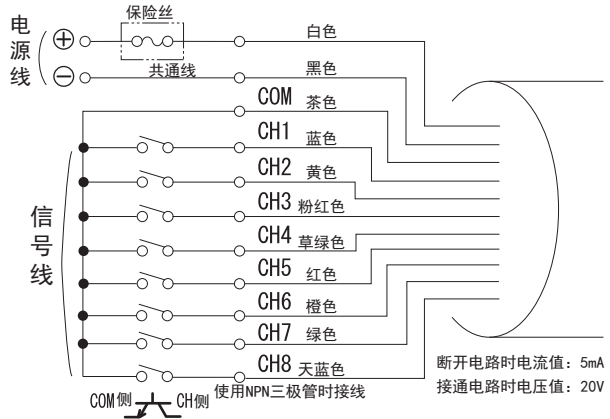 电源线
保险丝
⊕
白色
⊖
共通线
黑色
COM 茶色
CH1 蓝色
CH2 黄色
CH3 粉红色
CH4 草绿色
信号线
CH5 红色
CH6 橙色
CH7 绿色
CH8 天蓝色
COM侧 CH侧
使用NPN三极管时接线
断开电路时电流值：5mA
接通电路时电压值：20V